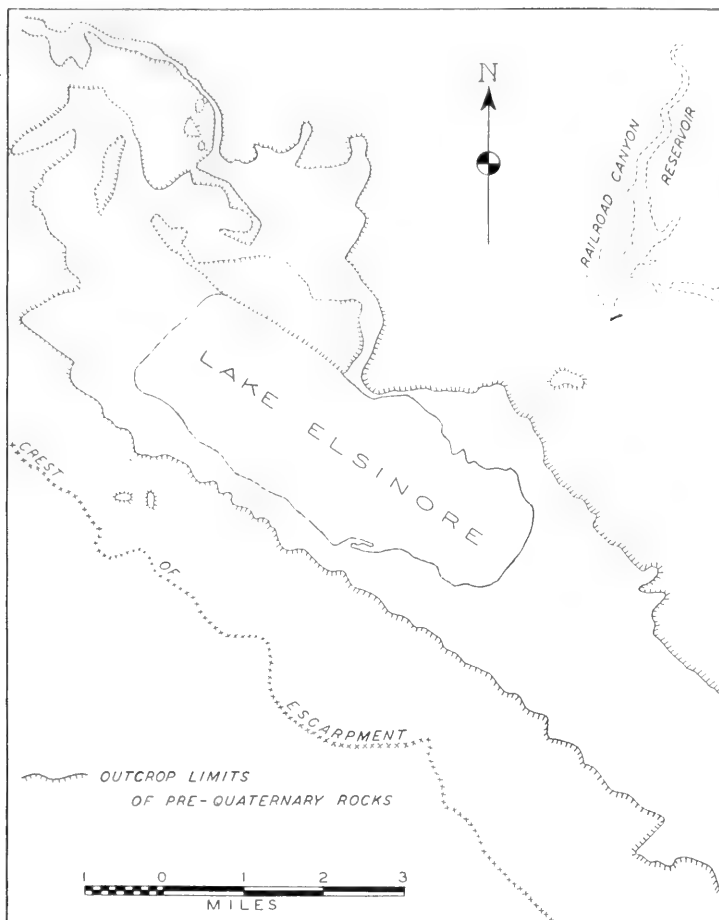 N
RAILROAD CANYON
RESERVOIR
LAKE ELSINORE
CREST
OF
ESCARPMENT
OUTCROP LIMITS
OF PRE-QUATERNARY ROCKS
1 0 1 2 3
MILES